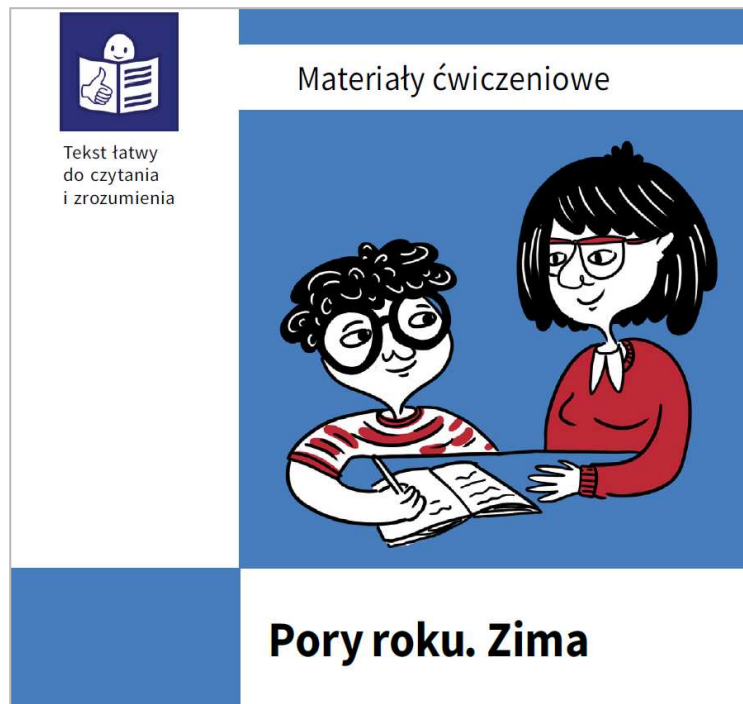 Materiały ćwiczeniowe
Tekst łatwy
do czytania
i zrozumienia
Pory roku. Zima